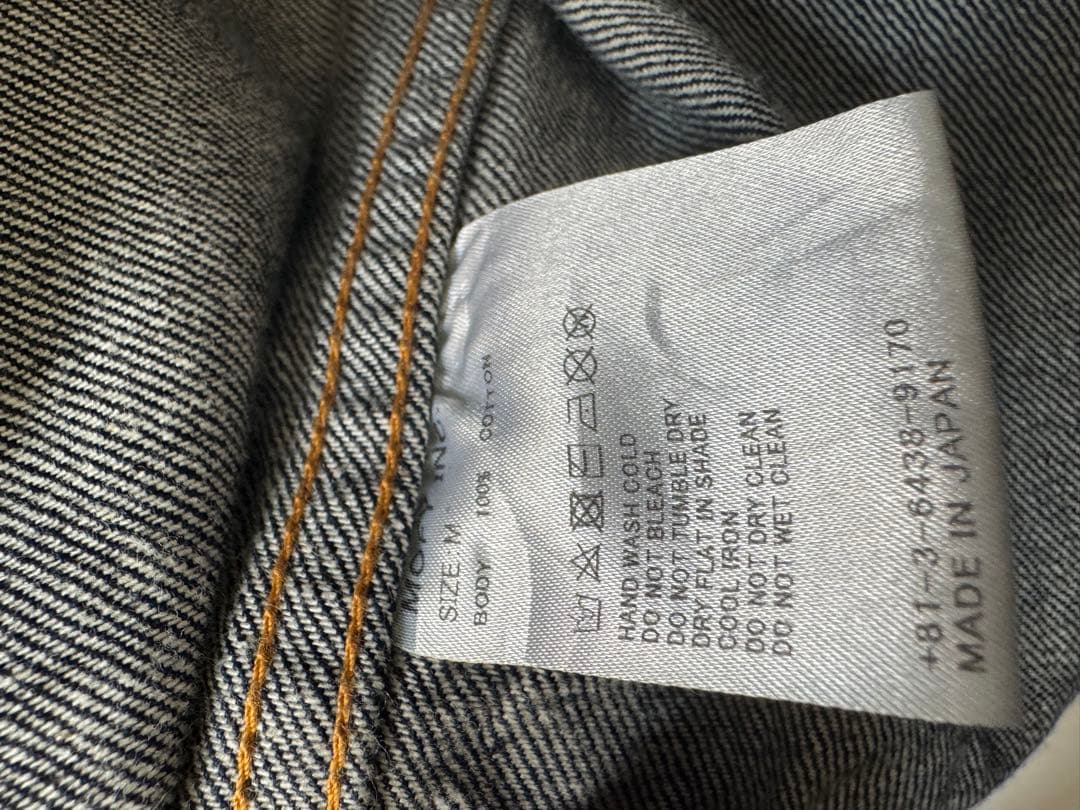 SIZE:M
BODY 100% COTTON
HAND WASH COLD
DO NOT BLEACH
DO NOT TUMBLE DRY
DRY FLAT IN SHADE
COOL IRON
DO NOT DRY CLEAN
DO NOT WET CLEAN
+81-3-6438-9170
MADE IN JAPAN